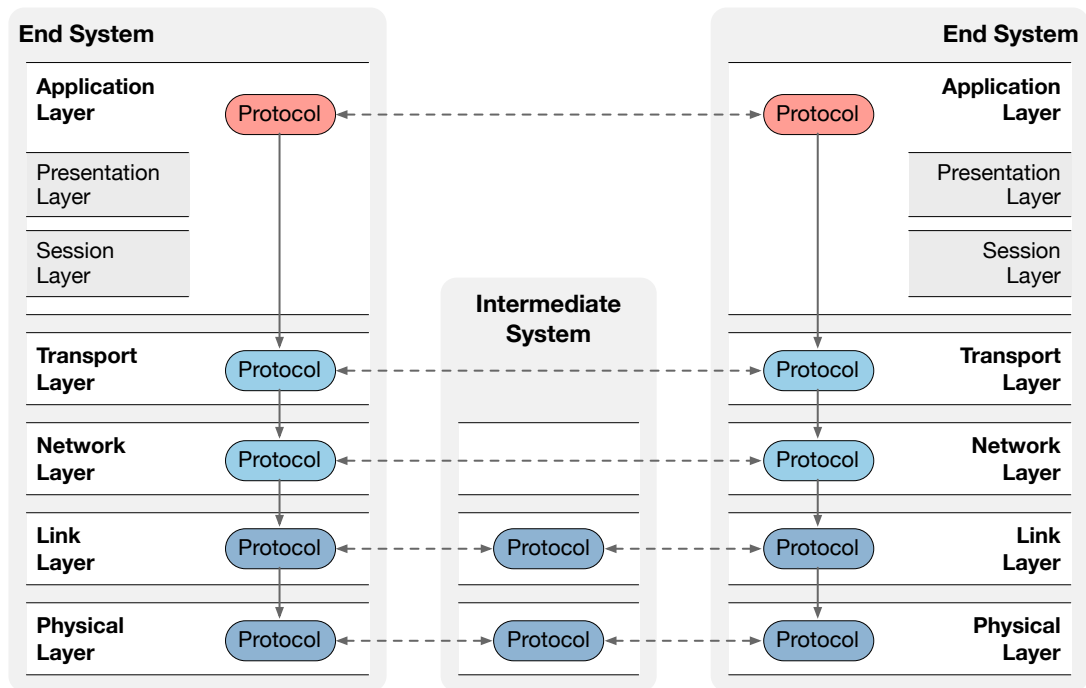 End System
Application
Layer
Protocol
Presentation
Layer
Session
Layer
Transport
Layer
Protocol
Network
Layer
Protocol
Link
Layer
Protocol
Physical
Layer
Protocol
Intermediate
System
Protocol
Protocol
End System
Protocol
Application
Layer
Presentation
Layer
Session
Layer
Protocol
Transport
Layer
Protocol
Network
Layer
Protocol
Link
Layer
Protocol
Physical
Layer